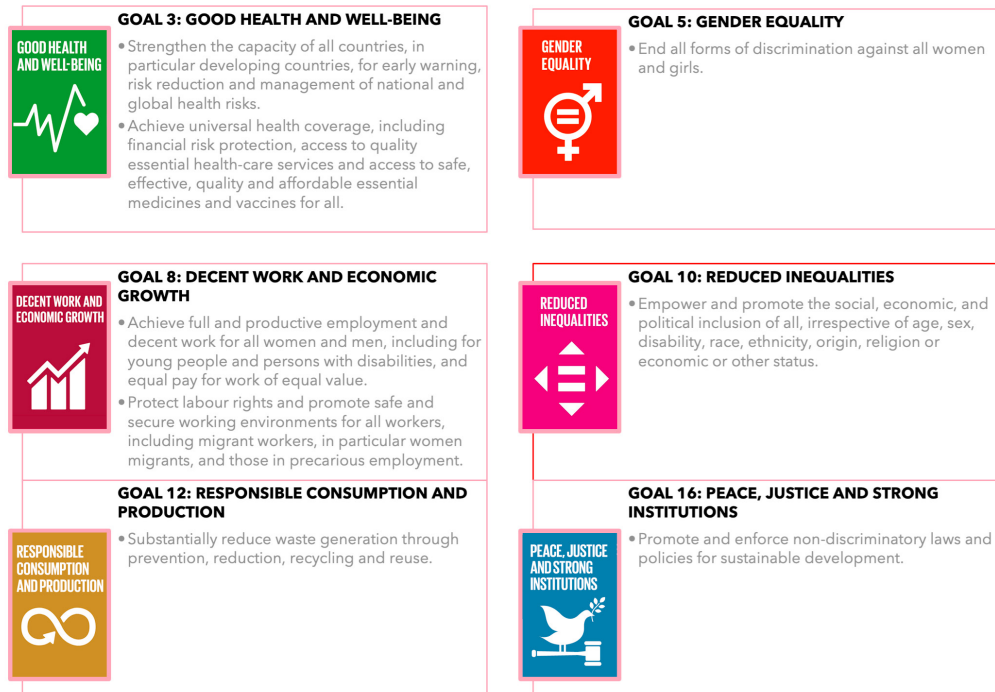 GOAL 3: GOOD HEALTH AND WELL-BEING
GOOD HEALTH
AND WELL-BEING
• Strengthen the capacity of all countries, in
particular developing countries, for early warning,
risk reduction and management of national and
global health risks.
• Achieve universal health coverage, including
financial risk protection, access to quality
essential health-care services and access to safe,
effective, quality and affordable essential
medicines and vaccines for all.
GOAL 5: GENDER EQUALITY
GENDER
EQUALITY
• End all forms of discrimination against all women
and girls.
GOAL 8: DECENT WORK AND ECONOMIC
GROWTH
DECENT WORK AND
ECONOMIC GROWTH
• Achieve full and productive employment and
decent work for all women and men, including for
young people and persons with disabilities, and
equal pay for work of equal value.
• Protect labour rights and promote safe and
secure working environments for all workers,
including migrant workers, in particular women
migrants, and those in precarious employment.
GOAL 10: REDUCED INEQUALITIES
REDUCED
INEQUALITIES
• Empower and promote the social, economic, and
political inclusion of all, irrespective of age, sex,
disability, race, ethnicity, origin, religion or
economic or other status.
GOAL 12: RESPONSIBLE CONSUMPTION AND
PRODUCTION
RESPONSIBLE
CONSUMPTION
AND PRODUCTION
• Substantially reduce waste generation through
prevention, reduction, recycling and reuse.
GOAL 16: PEACE, JUSTICE AND STRONG
INSTITUTIONS
PEACE, JUSTICE
AND STRONG
INSTITUTIONS
• Promote and enforce non-discriminatory laws and
policies for sustainable development.